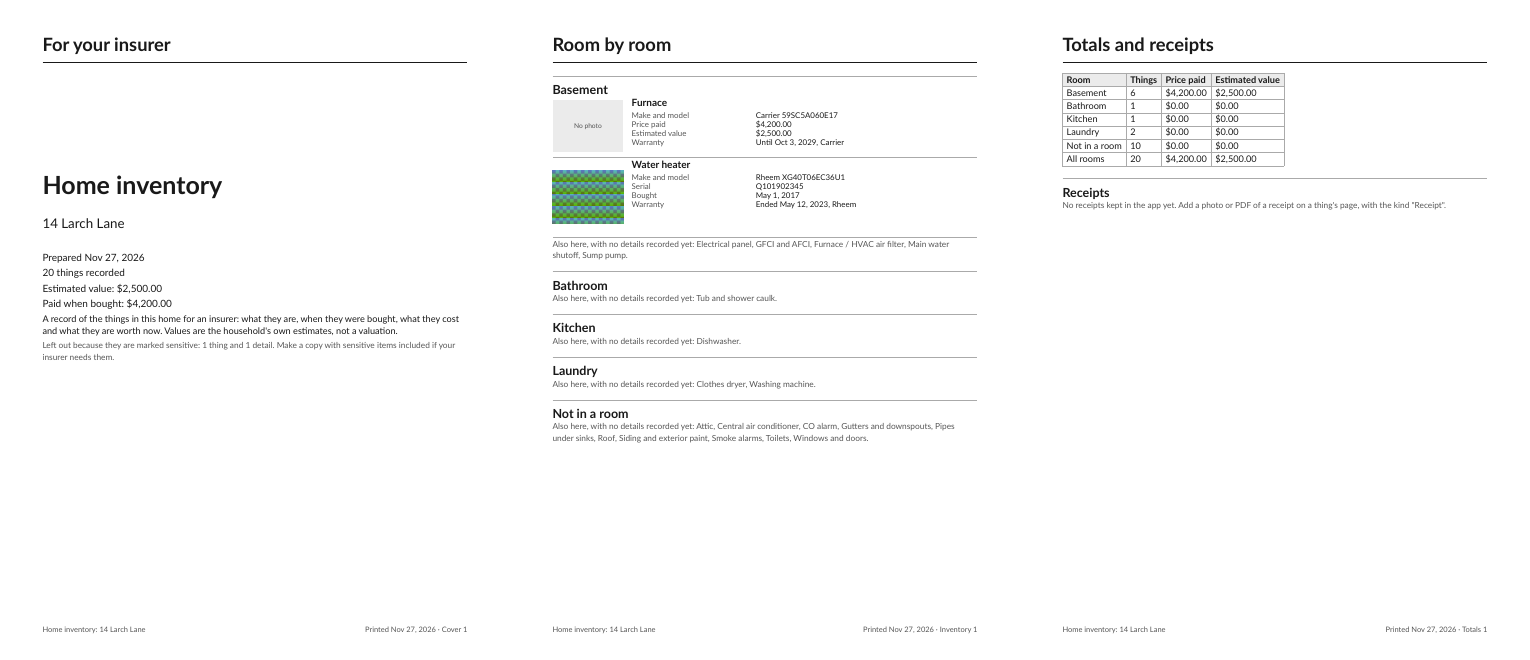 For your insurer
Home inventory
14 Larch Lane
Prepared Nov 27, 2026
20 things recorded
Estimated value: $2,500.00
Paid when bought: $4,200.00
A record of the things in this home for an insurer: what they are, when they were bought, what they cost
and what they are worth now. Values are the household's own estimates, not a valuation.
Left out because they are marked sensitive: 1 thing and 1 detail. Make a copy with sensitive items included if your
insurer needs them.
Home inventory: 14 Larch Lane
Printed Nov 27, 2026 · Cover 1
Room by room
Basement
No photo
Furnace
Make and model Carrier 59SC5A060E17
Price paid $4,200.00
Estimated value $2,500.00
Warranty Until Oct 3, 2029, Carrier
Water heater
Make and model Rheem XG40T06EC36U1
Serial Q101902345
Bought May 1, 2017
Warranty Ended May 12, 2023, Rheem
Also here, with no details recorded yet: Electrical panel, GFCI and AFCI, Furnace / HVAC air filter, Main water
shutoff, Sump pump.
Bathroom
Also here, with no details recorded yet: Tub and shower caulk.
Kitchen
Also here, with no details recorded yet: Dishwasher.
Laundry
Also here, with no details recorded yet: Clothes dryer, Washing machine.
Not in a room
Also here, with no details recorded yet: Attic, Central air conditioner, CO alarm, Gutters and downspouts, Pipes
under sinks, Roof, Siding and exterior paint, Smoke alarms, Toilets, Windows and doors.
Home inventory: 14 Larch Lane
Printed Nov 27, 2026 · Inventory 1
Totals and receipts
Room Things Price paid Estimated value
Basement 6 $4,200.00 $2,500.00
Bathroom 1 $0.00 $0.00
Kitchen 1 $0.00 $0.00
Laundry 2 $0.00 $0.00
Not in a room 10 $0.00 $0.00
All rooms 20 $4,200.00 $2,500.00
Receipts
No receipts kept in the app yet. Add a photo or PDF of a receipt on a thing's page, with the kind "Receipt".
Home inventory: 14 Larch Lane
Printed Nov 27, 2026 · Totals 1